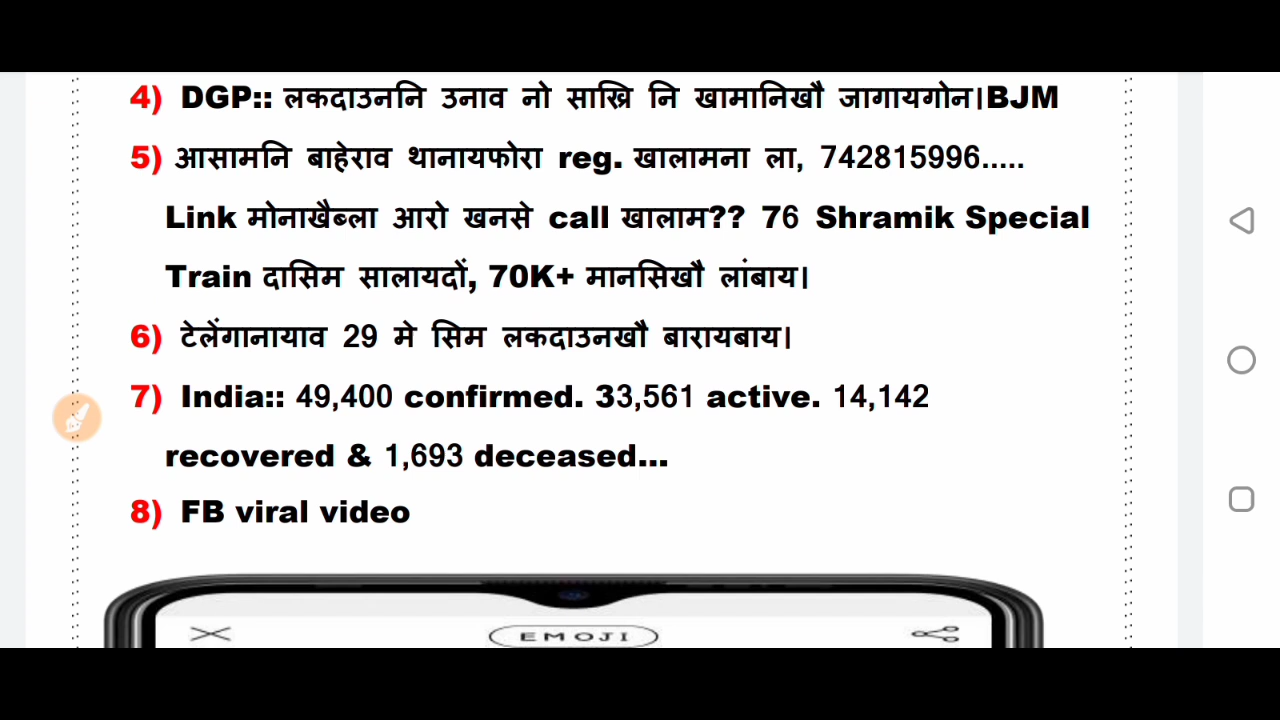 4) DGP:: लकदाउननि उनाव नो साख्रि नि खामानिखौ जागायगोन।BJM
5) आसामनि बाहेराव थानायफोरा reg. खालामना ला, 742815996.....
Link मोनाखैब्ला आरो खनसे call खालाम?? 76 Shramik Special
Train दासिम सालायदों, 70K+ मानसिखौ लांबाय।
6) टेलेंगानायाव 29 मे सिम लकदाउनखौ बारायबाय।
7) India:: 49,400 confirmed. 33,561 active. 14,142
recovered & 1,693 deceased...
8) FB viral video
EMOJI